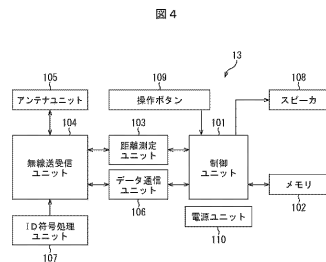 図４
13
105
109
108
アンテナユニット
操作ボタン
スピーカ
104
103
101
無線送受信
ユニット
距離測定
ユニット
制御
ユニット
データ通信
ユニット
メモリ
106
102
ID符号処理
ユニット
電源ユニット
107
110